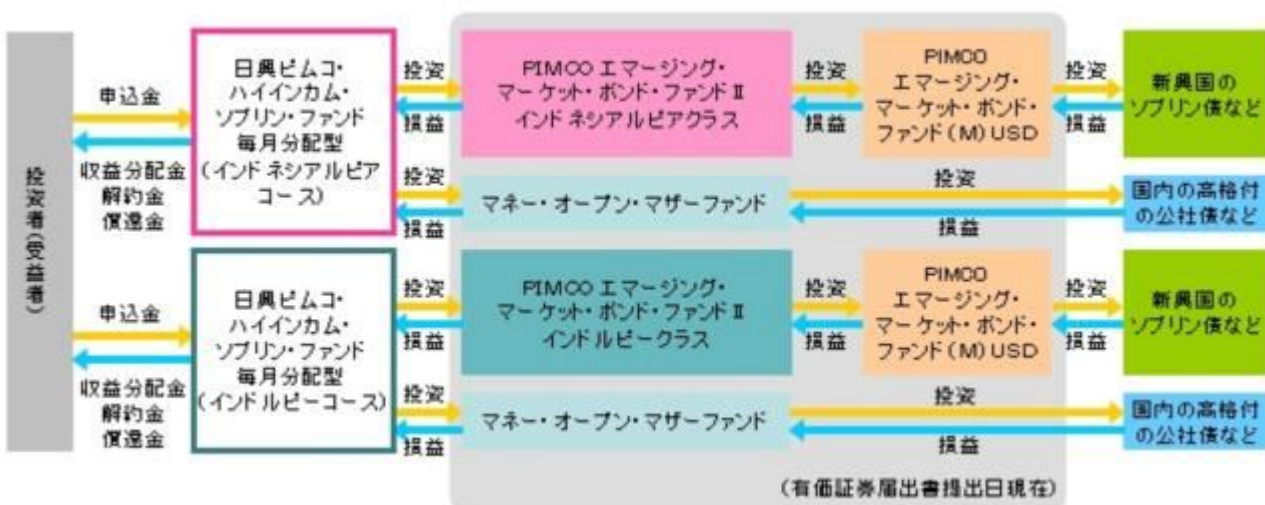 投資者(受益者)
申込金
収益分配金
解約金
償還金
日興ピムコ・
ハイインカム・
ソブリン・ファンド
毎月分配型
(インドネシアルピア
コース)
投資
損益
投資
損益
PIMCO エマージング・
マーケット・ボンド・ファンドⅡ
インドネシアルピアクラス
マネー・オープン・マザーファンド
投資
損益
PIMCO
エマージング・
マーケット・ボンド・
ファンド(M)USD
投資
損益
投資
損益
新興国の
ソブリン債など
国内の高格付
の公社債など
申込金
収益分配金
解約金
償還金
日興ピムコ・
ハイインカム・
ソブリン・ファンド
毎月分配型
(インドルピーコース)
投資
損益
投資
損益
PIMCO エマージング・
マーケット・ボンド・ファンドⅡ
インドルピークラス
マネー・オープン・マザーファンド
投資
損益
PIMCO
エマージング・
マーケット・ボンド・
ファンド(M)USD
投資
損益
投資
損益
新興国の
ソブリン債など
国内の高格付
の公社債など
(有価証券届出書提出日現在)